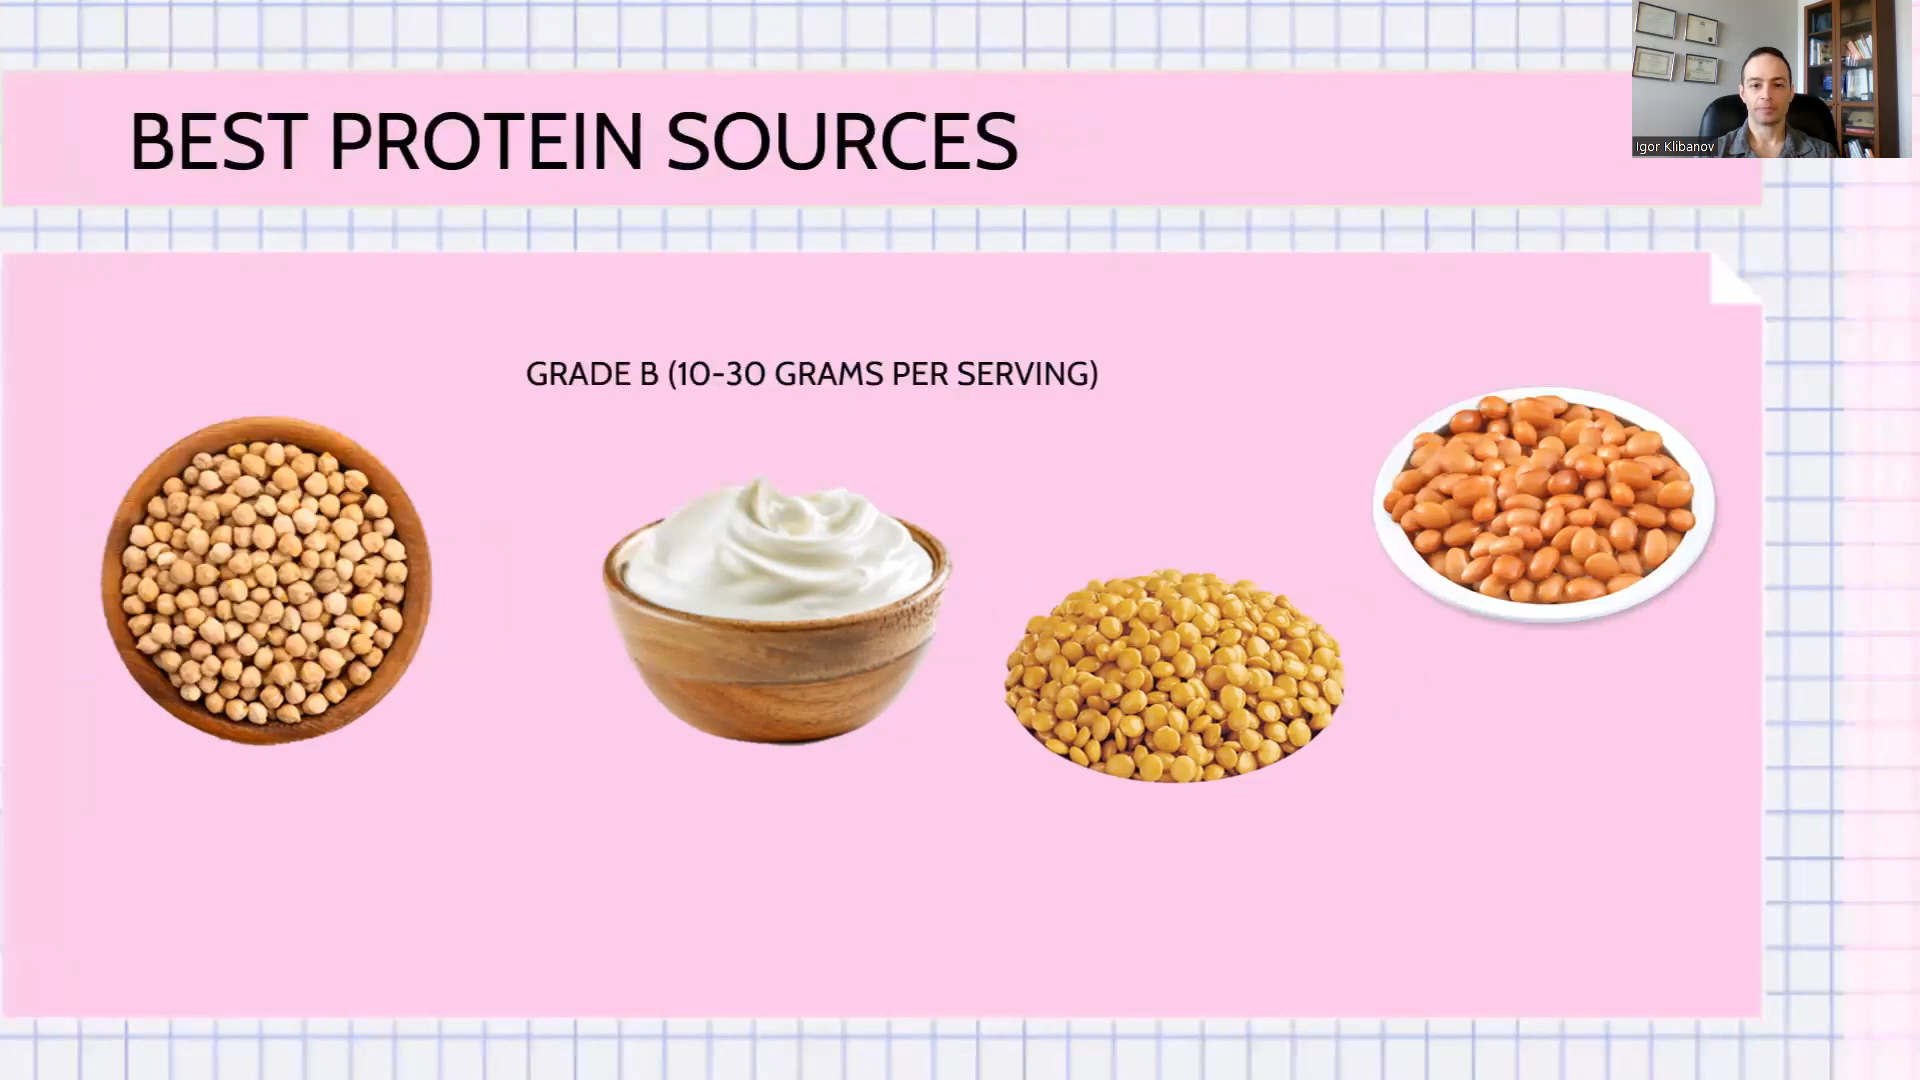 BEST PROTEIN SOURCES
Igor Klibanov
GRADE B (10-30 GRAMS PER SERVING)